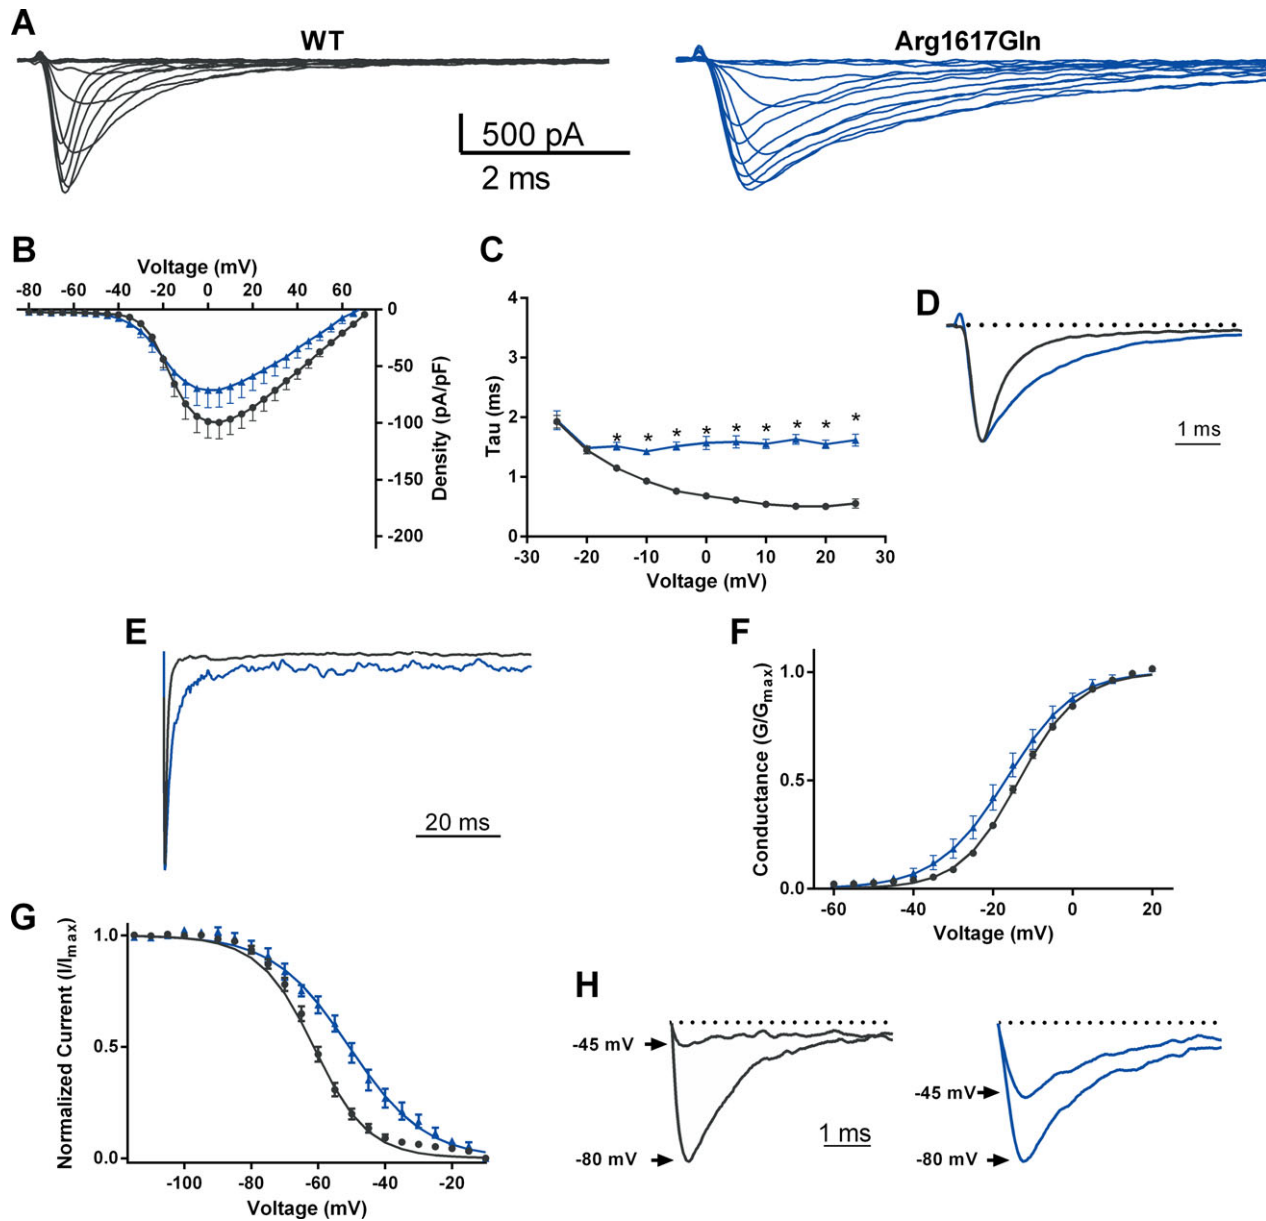 A
WT
Arg1617Gln
500 pA
2 ms
B
Voltage (mV)
-80 -60 -40 -20 0 20 40 60
0
-50
-100
-150
-200
Density (pA/pF)
C
4
3
2
1
0
Tau (ms)
* * * * * * * * *
-30 -20 -10 0 10 20 30
Voltage (mV)
D
1 ms
E
20 ms
F
1.0
0.5
0.0
Conductance (G/Gmax)
-60 -40 -20 0 20
Voltage (mV)
G
1.0
0.5
0.0
Normalized Current (I/Imax)
-100 -80 -60 -40 -20
Voltage (mV)
H
-45 mV
-80 mV
1 ms
-45 mV
-80 mV